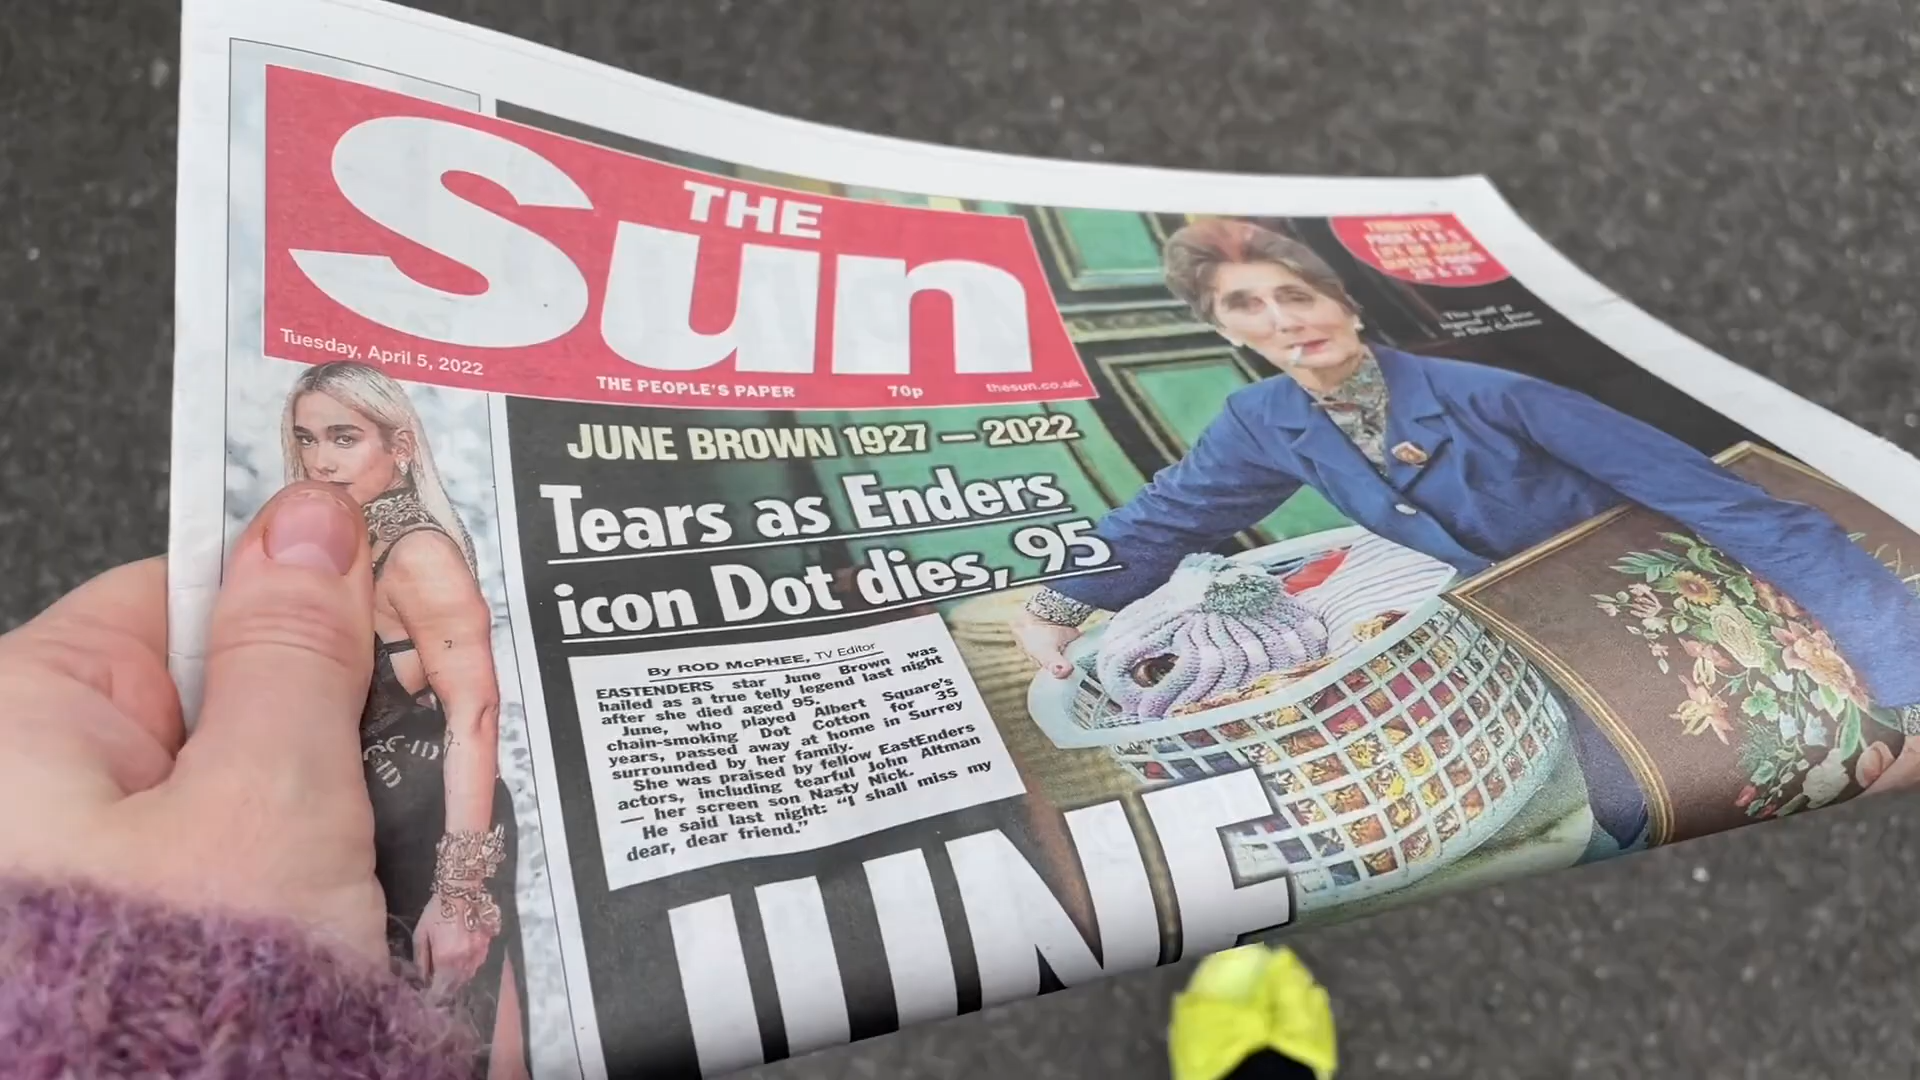 THE
Sun
Tuesday, April 5, 2022
THE PEOPLE'S PAPER 70p thesun.co.uk
TRIBUTES
PAGES 4 & 5
JUNE BROWN 1927 — 2022
Tears as Enders
icon Dot dies, 95
By ROD McPHEE, TV Editor
EASTENDERS star June Brown was
hailed as a true telly legend last night
after she died aged 95.
June, who played Albert Square's
chain-smoking Dot Cotton for 35
years, passed away at home in Surrey
surrounded by her family.
She was praised by fellow EastEnders
actors, including tearful John Altman
— her screen son Nasty Nick.
He said last night: "I shall miss my
dear, dear friend."
JUNE